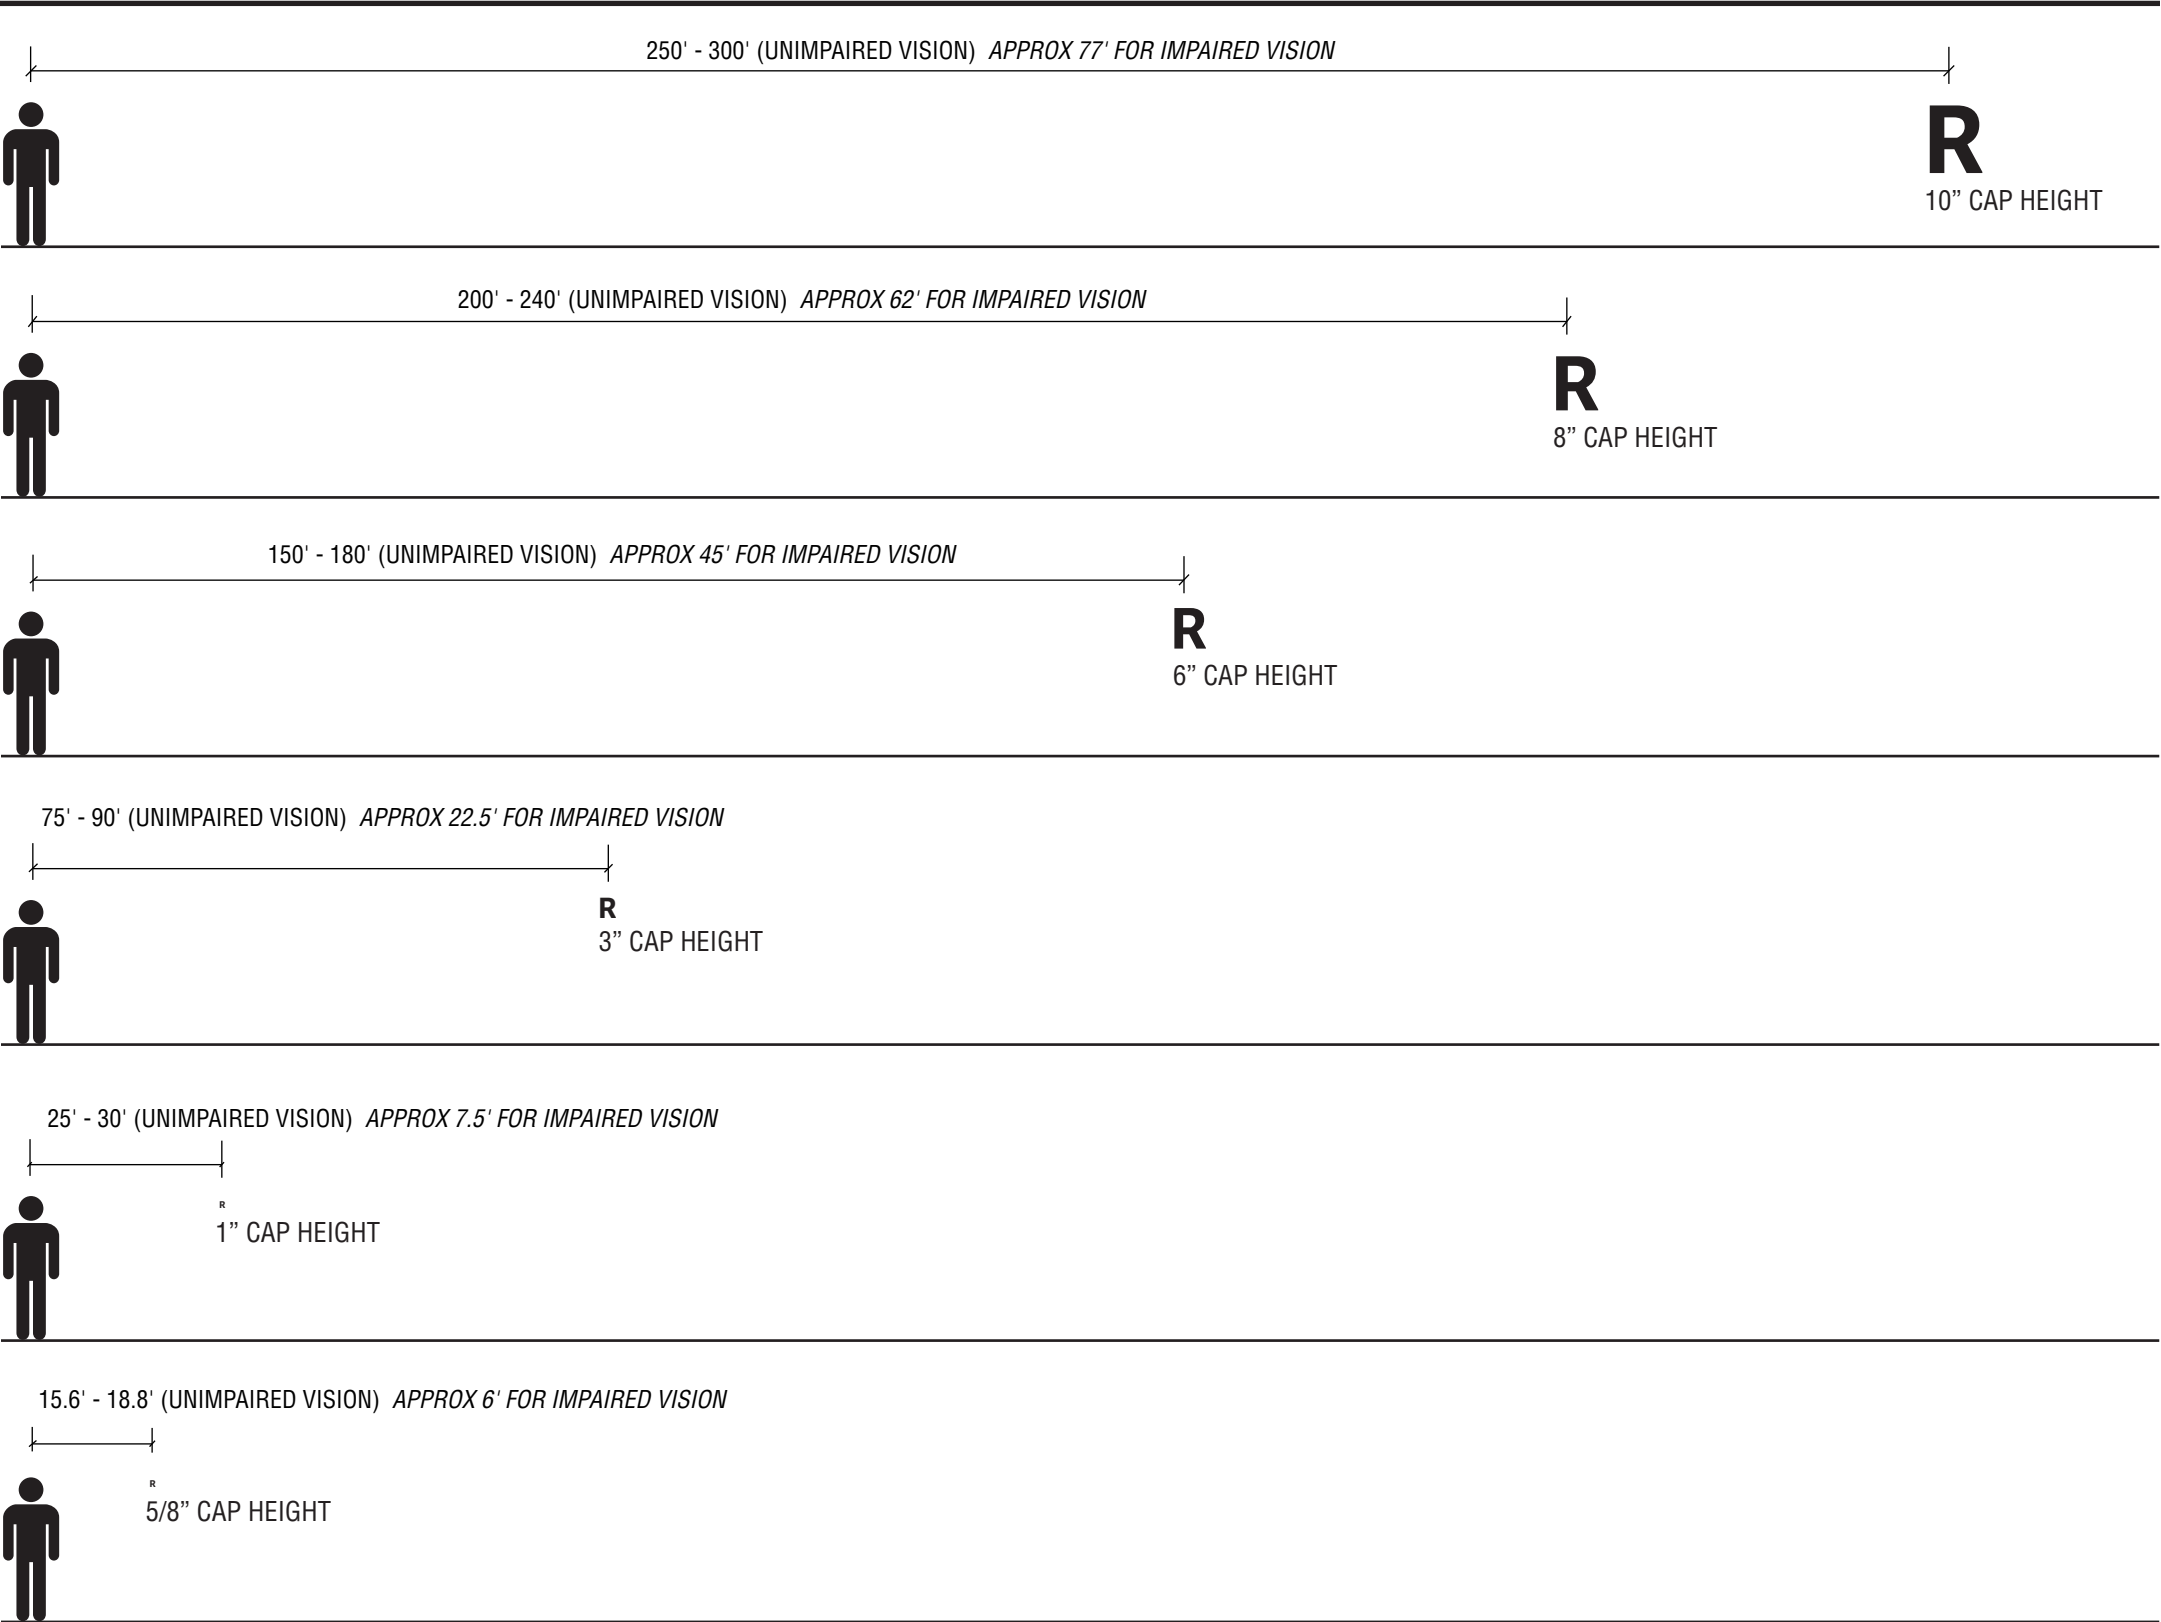 250' - 300' (UNIMPAIRED VISION) APPROX 77' FOR IMPAIRED VISION
R
10” CAP HEIGHT
200' - 240' (UNIMPAIRED VISION) APPROX 62' FOR IMPAIRED VISION
R
8” CAP HEIGHT
150' - 180' (UNIMPAIRED VISION) APPROX 45' FOR IMPAIRED VISION
R
6” CAP HEIGHT
75' - 90' (UNIMPAIRED VISION) APPROX 22.5' FOR IMPAIRED VISION
R
3” CAP HEIGHT
25' - 30' (UNIMPAIRED VISION) APPROX 7.5' FOR IMPAIRED VISION
R
1” CAP HEIGHT
15.6' - 18.8' (UNIMPAIRED VISION) APPROX 6' FOR IMPAIRED VISION
R
5/8” CAP HEIGHT